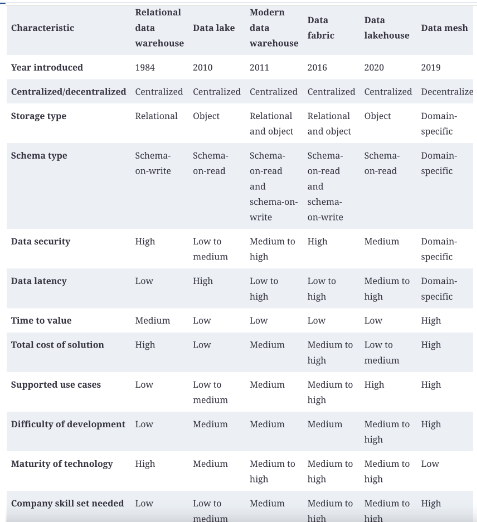 Characteristic | Relational data warehouse | Data lake | Modern data warehouse | Data fabric | Data lakehouse | Data mesh
Year introduced | 1984 | 2010 | 2011 | 2016 | 2020 | 2019
Centralized/decentralized | Centralized | Centralized | Centralized | Centralized | Centralized | Decentralize
Storage type | Relational | Object | Relational and object | Relational and object | Object | Domain-specific
Schema type | Schema-on-write | Schema-on-read | Schema-on-read and schema-on-write | Schema-on-read and schema-on-write | Schema-on-read | Domain-specific
Data security | High | Low to medium | Medium to high | High | Medium | Domain-specific
Data latency | Low | High | Low to high | Low to high | Medium to high | Domain-specific
Time to value | Medium | Low | Low | Low | Low | High
Total cost of solution | High | Low | Medium | Medium to high | Low to medium | High
Supported use cases | Low | Low to medium | Medium | Medium to high | High | High
Difficulty of development | Low | Medium | Medium | Medium | Medium to high | High
Maturity of technology | High | Medium | Medium to high | Medium to high | Medium to high | Low
Company skill set needed | Low | Low to medium | Medium | Medium to high | Medium to high | High